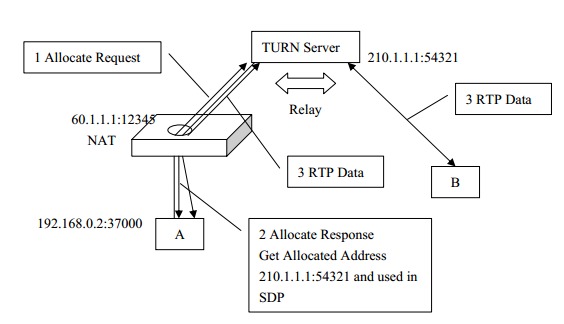 TURN Server
210.1.1.1:54321
1 Allocate Request
3 RTP Data
Relay
60.1.1.1:12345
NAT
3 RTP Data
B
192.168.0.2:37000
A
2 Allocate Response
Get Allocated Address
210.1.1.1:54321 and used in
SDP